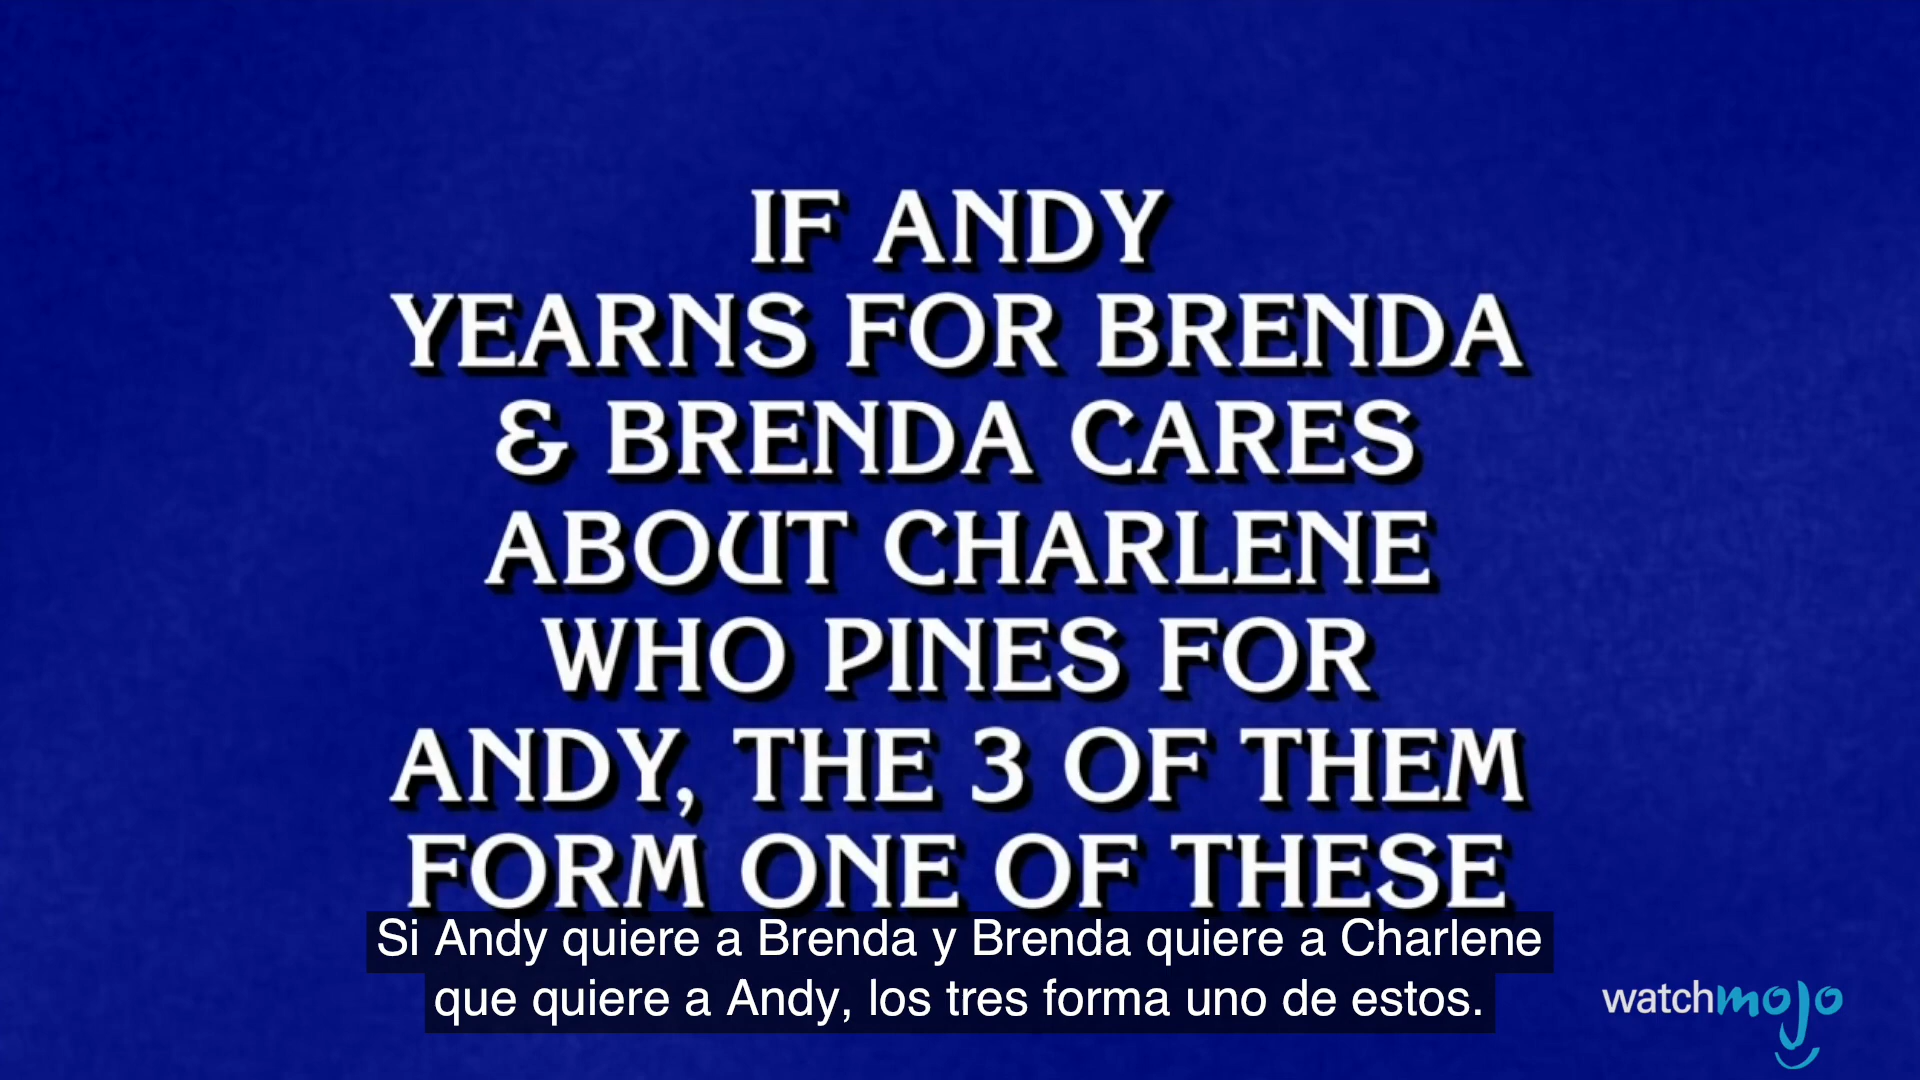 IF ANDY
YEARNS FOR BRENDA
& BRENDA CARES
ABOUT CHARLENE
WHO PINES FOR
ANDY, THE 3 OF THEM
FORM ONE OF THESE
Si Andy quiere a Brenda y Brenda quiere a Charlene
que quiere a Andy, los tres forma uno de estos.
watchmojo